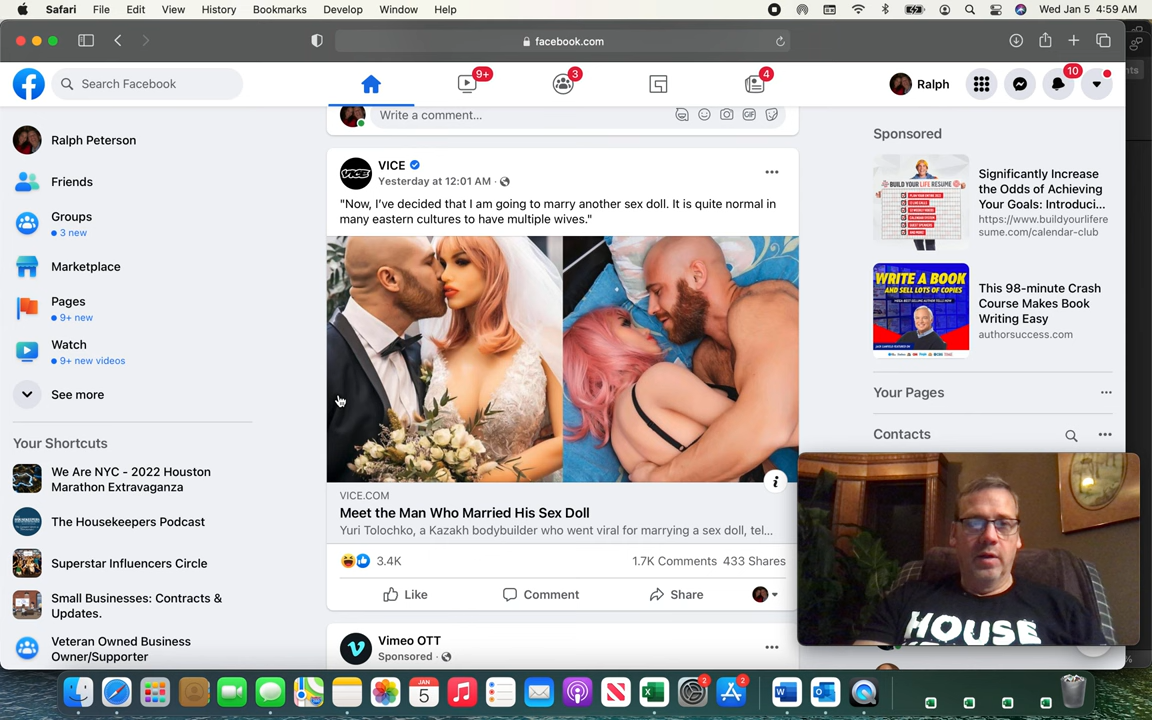 Safari File Edit View History Bookmarks Develop Window Help Wed Jan 5 4:59 AM
facebook.com
Search Facebook 9+ 3 4 Ralph 10
Ralph Peterson
Friends
Groups
3 new
Marketplace
Pages
9+ new
Watch
9+ new videos
See more
Your Shortcuts
We Are NYC - 2022 Houston
Marathon Extravaganza
The Housekeepers Podcast
Superstar Influencers Circle
Small Businesses: Contracts &
Updates.
Veteran Owned Business
Owner/Supporter
Write a comment...
VICE
Yesterday at 12:01 AM ·
"Now, I've decided that I am going to marry another sex doll. It is quite normal in
many eastern cultures to have multiple wives."
VICE.COM
Meet the Man Who Married His Sex Doll
Yuri Tolochko, a Kazakh bodybuilder who went viral for marrying a sex doll, tel...
3.4K 1.7K Comments 433 Shares
Like Comment Share
Vimeo OTT
Sponsored ·
Sponsored
BUILD YOUR LIFE RESUME
Significantly Increase
the Odds of Achieving
Your Goals: Introduci...
https://www.buildyourlifere
sume.com/calendar-club
WRITE A BOOK
AND SELL LOTS OF COPIES
This 98-minute Crash
Course Makes Book
Writing Easy
authorsuccess.com
Your Pages
Contacts
HOUSE
JAN
5
2
2